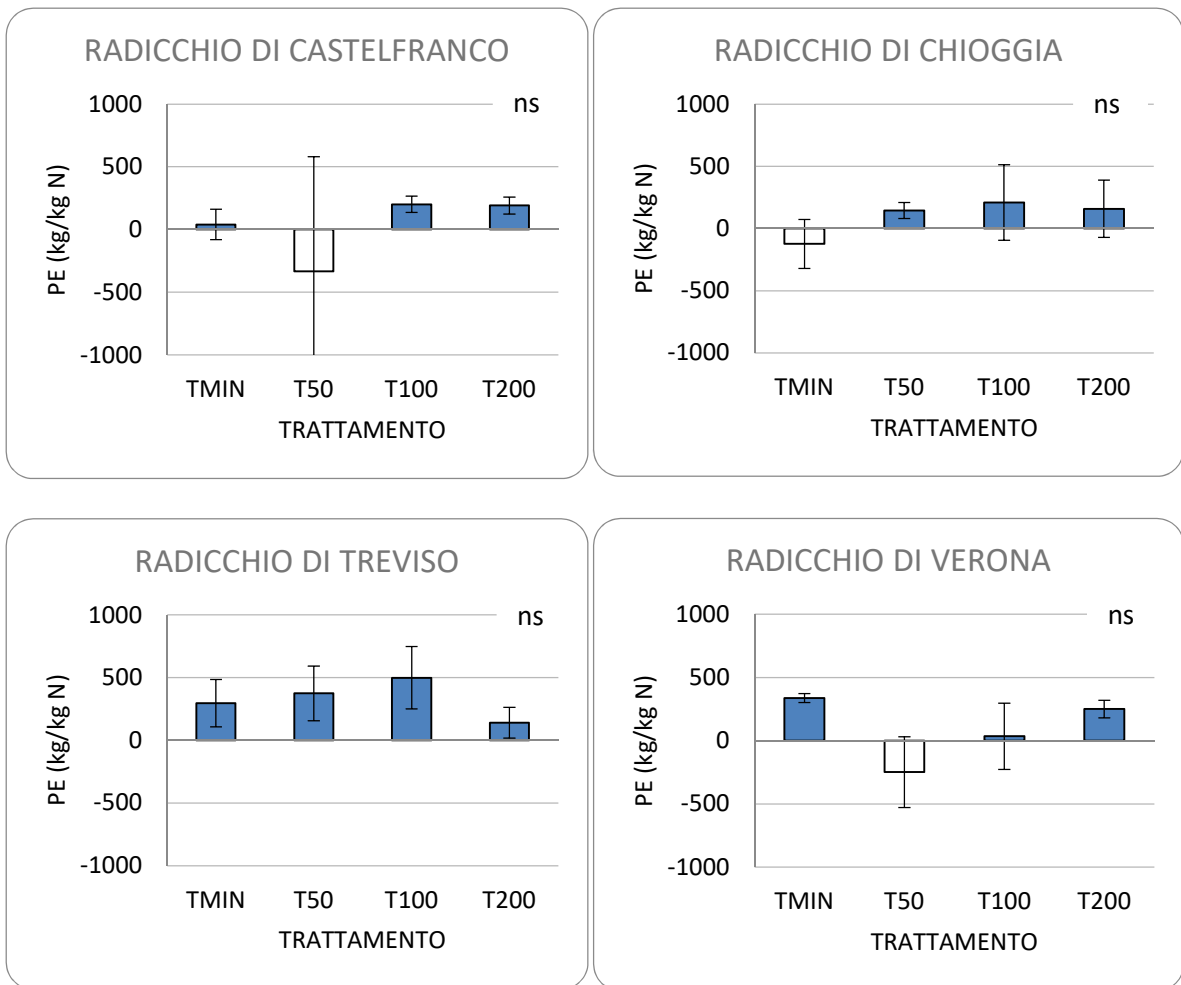 RADICCHIO DI CASTELFRANCO
ns
1000
500
0
-500
-1000
PE (kg/kg N)
TMIN T50 T100 T200
TRATTAMENTO
RADICCHIO DI CHIOGGIA
ns
1000
500
0
-500
-1000
PE (kg/kg N)
TMIN T50 T100 T200
TRATTAMENTO
RADICCHIO DI TREVISO
ns
1000
500
0
-500
-1000
PE (kg/kg N)
TMIN T50 T100 T200
TRATTAMENTO
RADICCHIO DI VERONA
ns
1000
500
0
-500
-1000
PE (kg/kg N)
TMIN T50 T100 T200
TRATTAMENTO